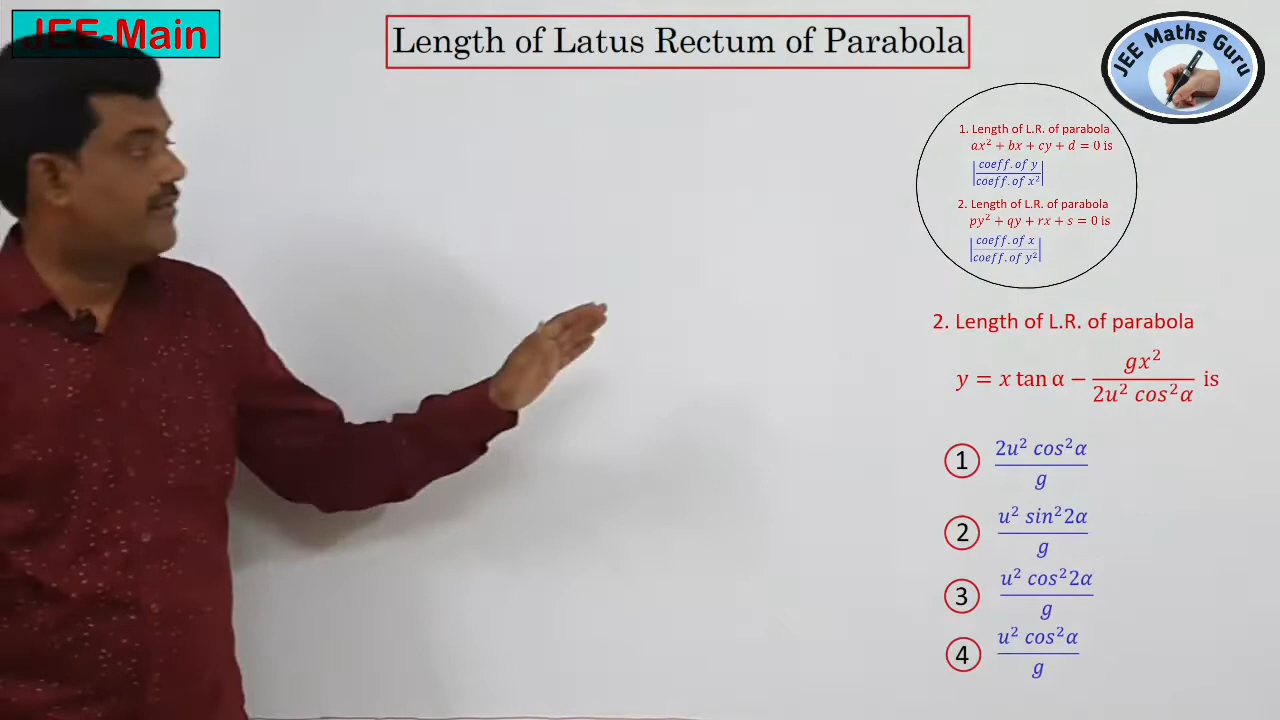 JEE-Main
Length of Latus Rectum of Parabola
JEE Maths Guru
1. Length of L.R. of parabola
ax² + bx + cy + d = 0 is
|coeff.of y / coeff.of x²|
2. Length of L.R. of parabola
py² + qy + rx + s = 0 is
|coeff.of x / coeff.of y²|
2. Length of L.R. of parabola
y = x tan α − gx² / 2u² cos²α is
1 2u² cos²α / g
2 u² sin²2α / g
3 u² cos²2α / g
4 u² cos²α / g